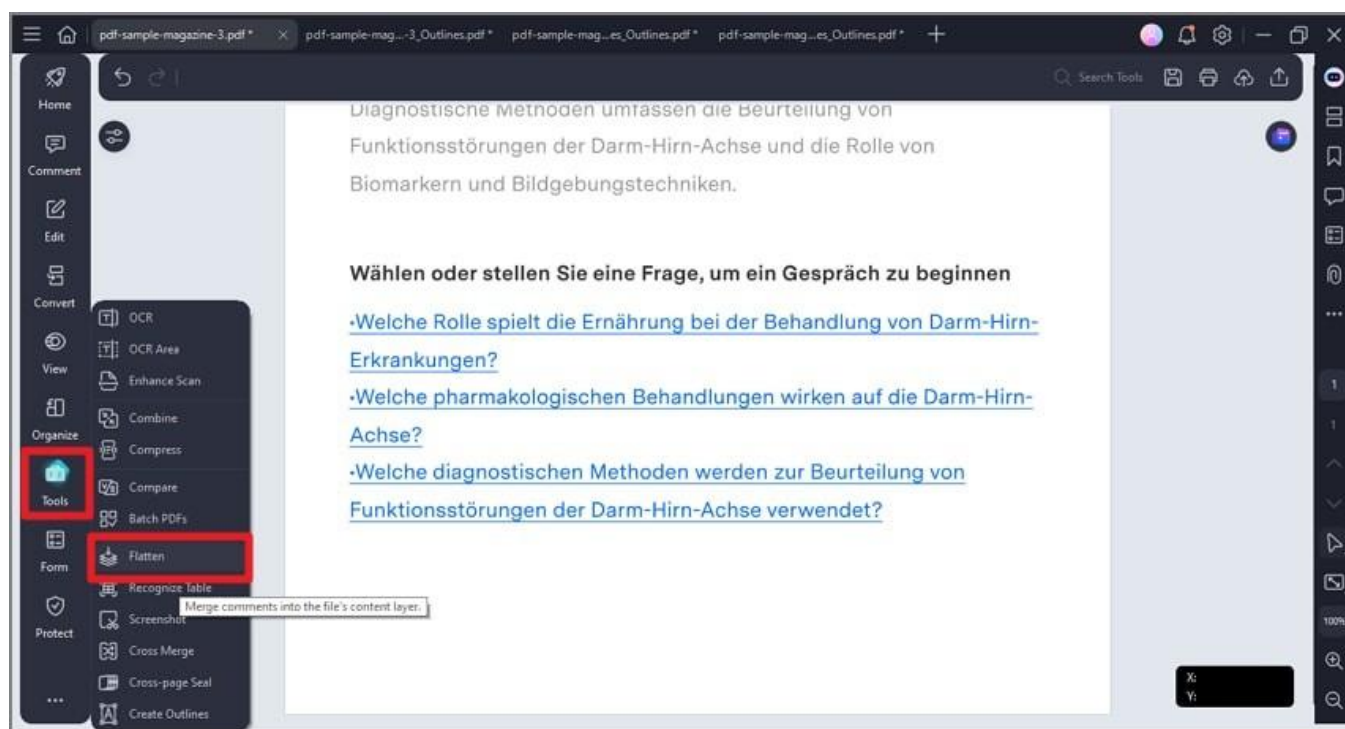 pdf-sample-magazine-3.pdf *
pdf-sample-mag...-3_Outlines.pdf *
pdf-sample-mag...es_Outlines.pdf *
pdf-sample-mag...es_Outlines.pdf *
Search Tools
Home
Comment
Edit
Convert
View
Organize
Tools
Form
Protect
OCR
OCR Area
Enhance Scan
Combine
Compress
Compare
Batch PDFs
Flatten
Recognize Table
Merge comments into the file's content layer.
Screenshot
Cross Merge
Cross-page Seal
Create Outlines
Diagnostische Methoden umfassen die Beurteilung von
Funktionsstörungen der Darm-Hirn-Achse und die Rolle von
Biomarkern und Bildgebungstechniken.
Wählen oder stellen Sie eine Frage, um ein Gespräch zu beginnen
•Welche Rolle spielt die Ernährung bei der Behandlung von Darm-Hirn-
Erkrankungen?
•Welche pharmakologischen Behandlungen wirken auf die Darm-Hirn-
Achse?
•Welche diagnostischen Methoden werden zur Beurteilung von
Funktionsstörungen der Darm-Hirn-Achse verwendet?
1
1
100%
X:
Y: